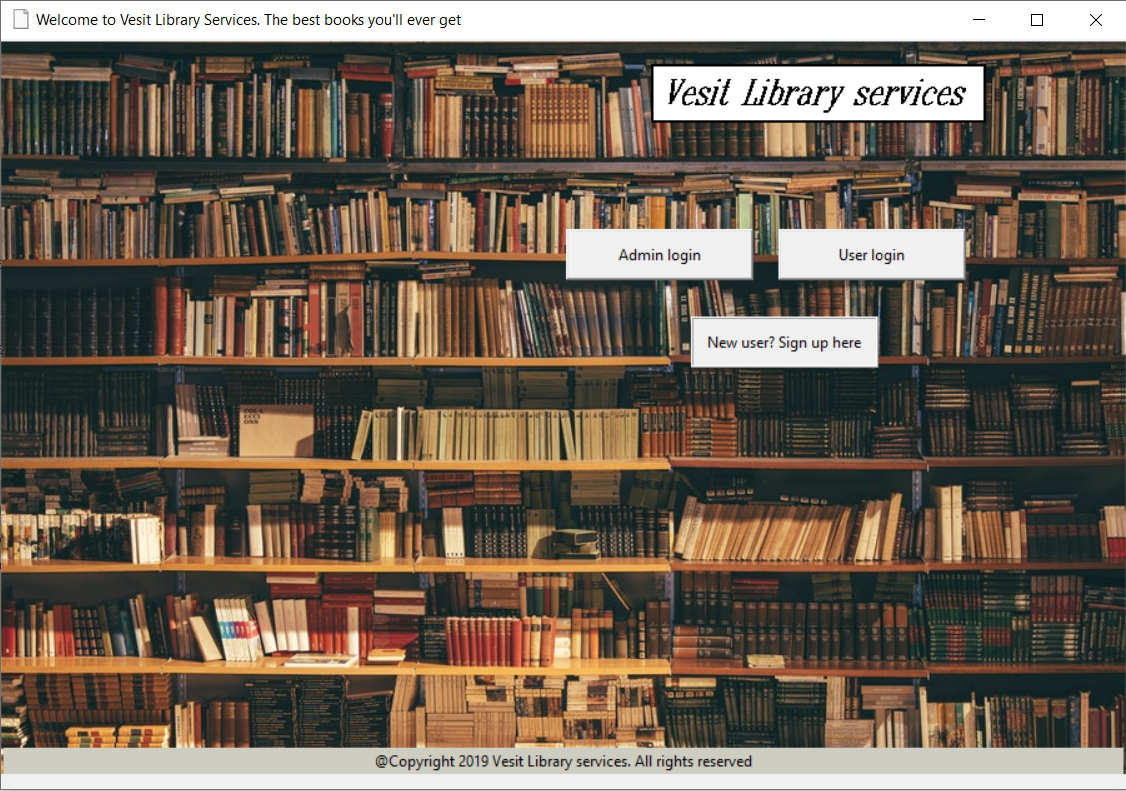 Welcome to Vesit Library Services. The best books you'll ever get
Vesit Library services
Admin login
User login
New user? Sign up here
@Copyright 2019 Vesit Library services. All rights reserved